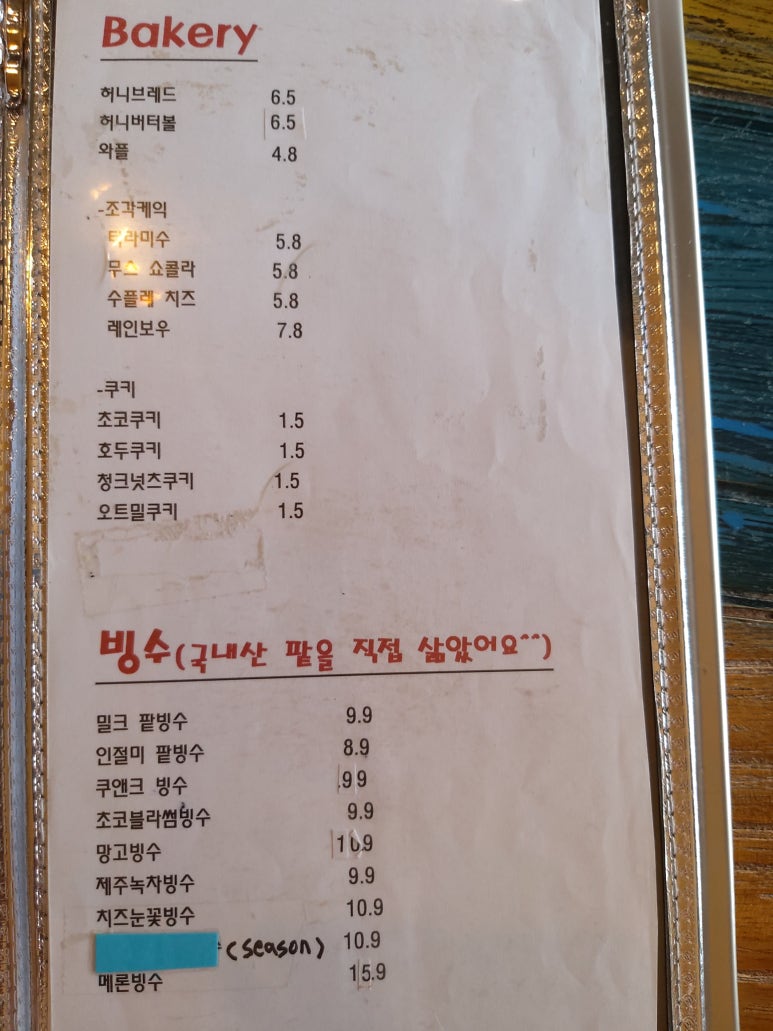 Bakery
허니브레드 6.5
허니버터볼 6.5
와플 4.8
-조각케익
티라미수 5.8
무스 쇼콜라 5.8
수플레 치즈 5.8
레인보우 7.8
-쿠키
초코쿠키 1.5
호두쿠키 1.5
청크넛츠쿠키 1.5
오트밀쿠키 1.5
빙수(국내산 팥을 직접 삶았어요^^)
밀크 팥빙수 9.9
인절미 팥빙수 8.9
쿠앤크 빙수 9.9
초코블라썸빙수 9.9
망고빙수 10.9
제주녹차빙수 9.9
치즈눈꽃빙수 10.9
(season) 10.9
메론빙수 15.9